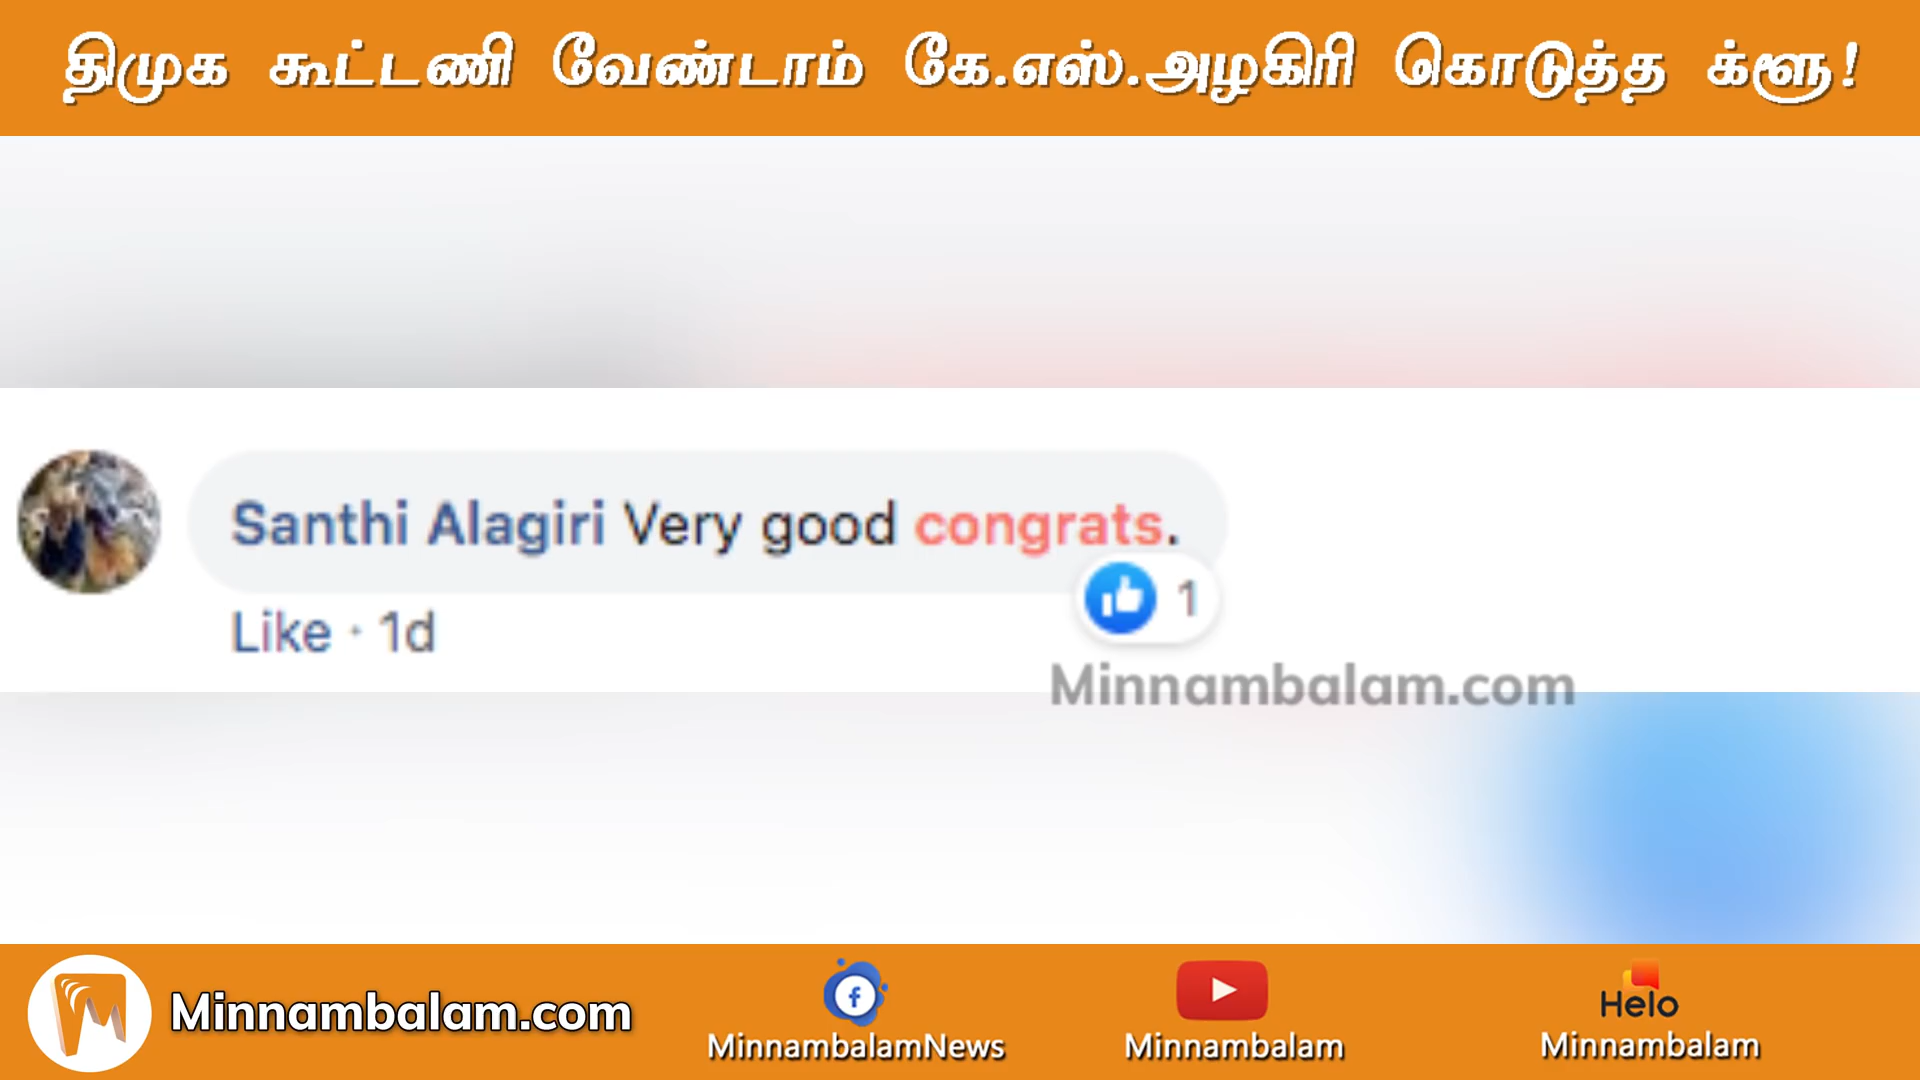 திமுக கூட்டணி வேண்டாம் கே.எஸ்.அழகிரி கொடுத்த க்ளூ!
Santhi Alagiri Very good congrats.
1
Like · 1d
Minnambalam.com
Minnambalam.com
MinnambalamNews
Minnambalam
Helo
Minnambalam